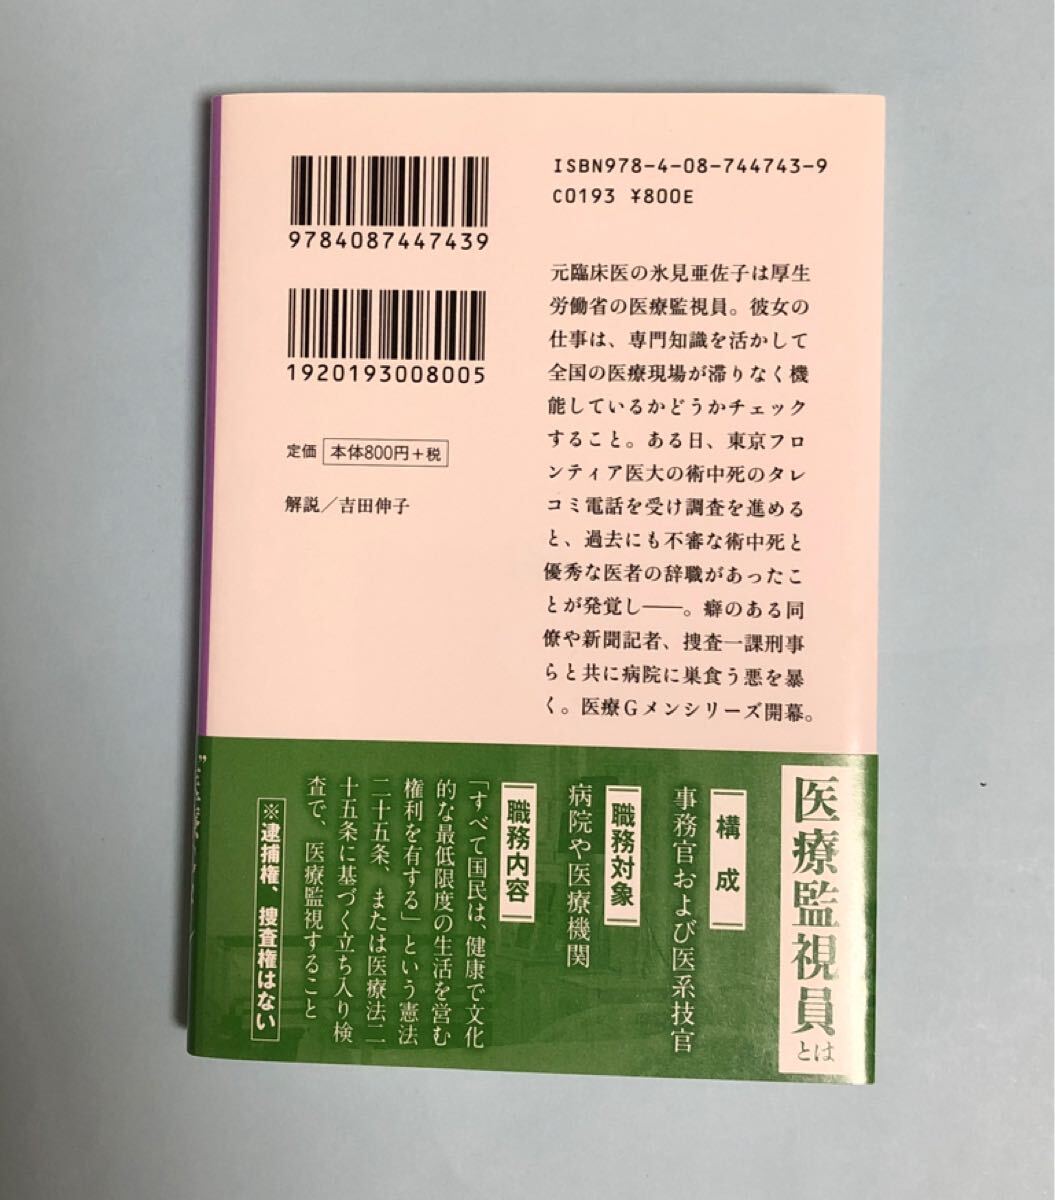 9784087447439
1920193008005
定価 本体800円+税
解説/吉田伸子
ISBN978-4-08-744743-9
C0193 ¥800E
元臨床医の氷見亜佐子は厚生
労働省の医療監視員。彼女の
仕事は、専門知識を活かして
全国の医療現場が滞りなく機
能しているかどうかチェック
すること。ある日、東京フロ
ンティア医大の術中死のタレ
コミ電話を受け調査を進める
と、過去にも不審な術中死と
優秀な医者の辞職があったこ
とが発覚し——。癖のある同
僚や新聞記者、捜査一課刑事
らと共に病院に巣食う悪を暴
く。医療Gメンシリーズ開幕。
医療監視員とは
構成
事務官および医系技官
職務対象
病院や医療機関
職務内容
「すべて国民は、健康で文化
的な最低限度の生活を営む
権利を有する」という憲法
二十五条、または医療法二
十五条に基づく立ち入り検
査で、医療監視すること
※逮捕権、捜査権はない